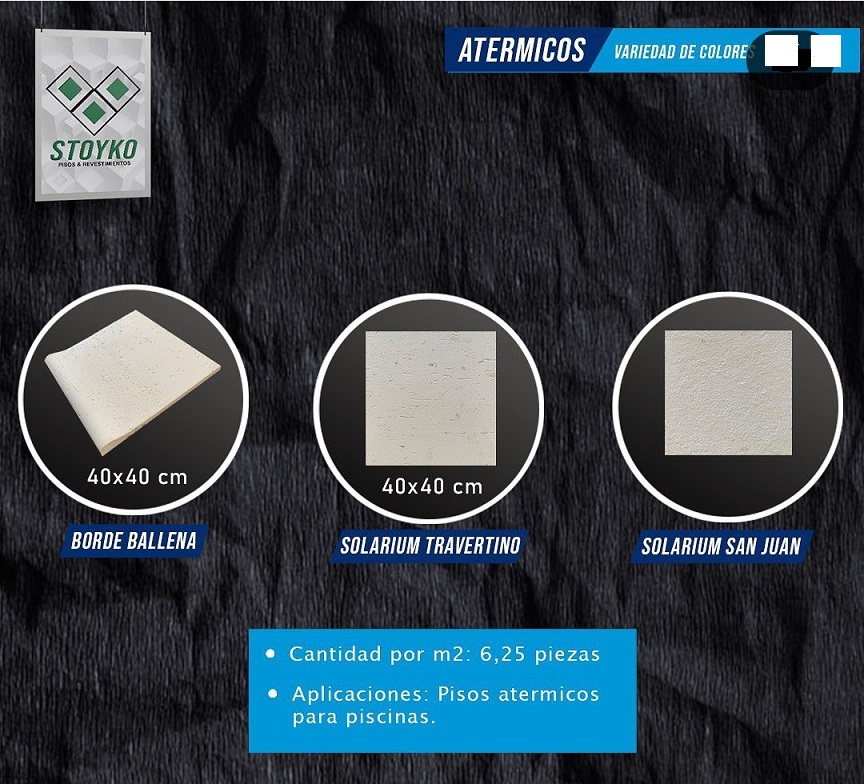 STOYKO
PISOS & REVESTIMIENTOS
ATERMICOS
VARIEDAD DE COLORES
40x40 cm
BORDE BALLENA
40x40 cm
SOLARIUM TRAVERTINO
SOLARIUM SAN JUAN
• Cantidad por m2: 6,25 piezas
• Aplicaciones: Pisos atermicos
para piscinas.